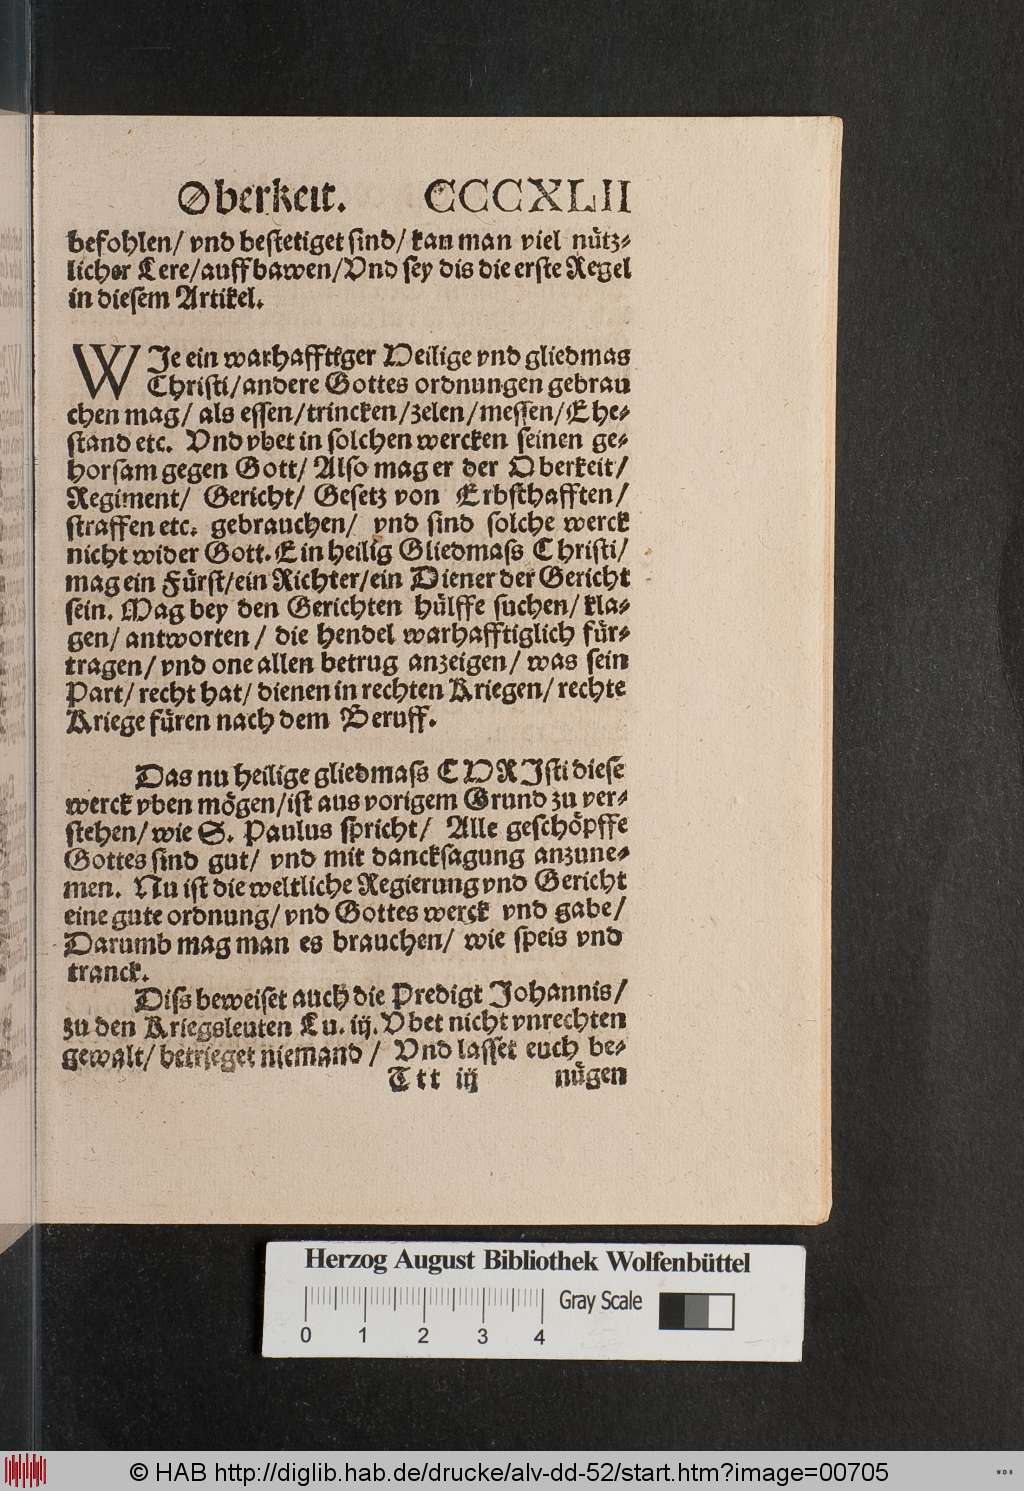 Oberkeit. CCCXLII
befohlen/ vnd bestetiget sind/ kan man viel nütz-
licher Lere/ auffbawen/ Vnd sey dis die erste Regel
in diesem Artikel.
WJe ein warhafftiger Heilige vnd gliedmas
Christi/ andere Gottes ordnungen gebrau
chen mag/ als essen/ trincken/ zelen/ messen/ Ehe-
stand etc. Vnd vbet in solchen wercken seinen ge-
horsam gegen Gott/ Also mag er der Oberkeit/
Regiment/ Gericht/ Gesetz von Erbschafften/
straffen etc. gebrauchen/ vnd sind solche werck
nicht wider Gott. Ein heilig Gliedmass Christi/
mag ein Fürst/ ein Richter/ ein Diener der Gericht
sein. Mag bey den Gerichten hülffe suchen/ kla-
gen/ antworten/ die hendel warhafftiglich für-
tragen/ vnd one allen betrug anzeigen/ was sein
Part/ recht hat/ dienen in rechten Kriegen/ rechte
Kriege füren nach dem Beruff.
Das nu heilige gliedmass CHRJsti diese
werck vben mögen/ ist aus vorigem Grund zu ver-
stehen/ wie S. Paulus spricht/ Alle geschöpffe
Gottes sind gut/ vnd mit dancksagung anzune-
men. Nu ist die weltliche Regierung vnd Gericht
eine gute ordnung/ vnd Gottes werck vnd gabe/
Darumb mag man es brauchen/ wie speis vnd
tranck.
Diss beweiset auch die Predigt Johannis/
zu den Kriegsleuten Lu. iij. Vbet nicht vnrechten
gewalt/ betrieget niemand/ Vnd lasset euch be-
Ttt iij nügen
Herzog August Bibliothek Wolfenbüttel
Gray Scale
0 1 2 3 4
© HAB http://diglib.hab.de/drucke/alv-dd-52/start.htm?image=00705